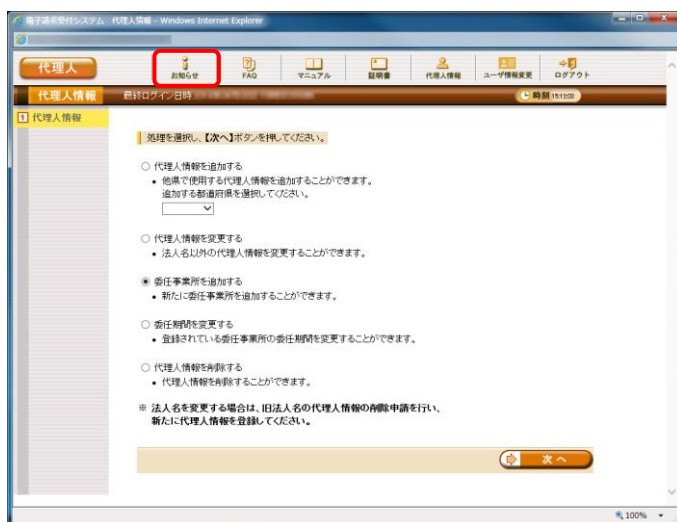 電子請求受付システム 代理人情報 - Windows Internet Explorer
代理人
お知らせ
FAQ
マニュアル
証明書
代理人情報
ユーザ情報変更
ログアウト
代理人情報
最終ログイン日時
時刻 15:12:00
1 代理人情報
処理を選択し、【次へ】ボタンを押してください。
代理人情報を追加する
• 他県で使用する代理人情報を追加することができます。
追加する都道府県を選択してください。
代理人情報を変更する
• 法人名以外の代理人情報を変更することができます。
委任事業所を追加する
• 新たに委任事業所を追加することができます。
委任期間を変更する
• 登録されている委任事業所の委任期間を変更することができます。
代理人情報を削除する
• 代理人情報を削除することができます。
※ 法人名を変更する場合は、旧法人名の代理人情報の削除申請を行い、
新たに代理人情報を登録してください。
次へ
100%